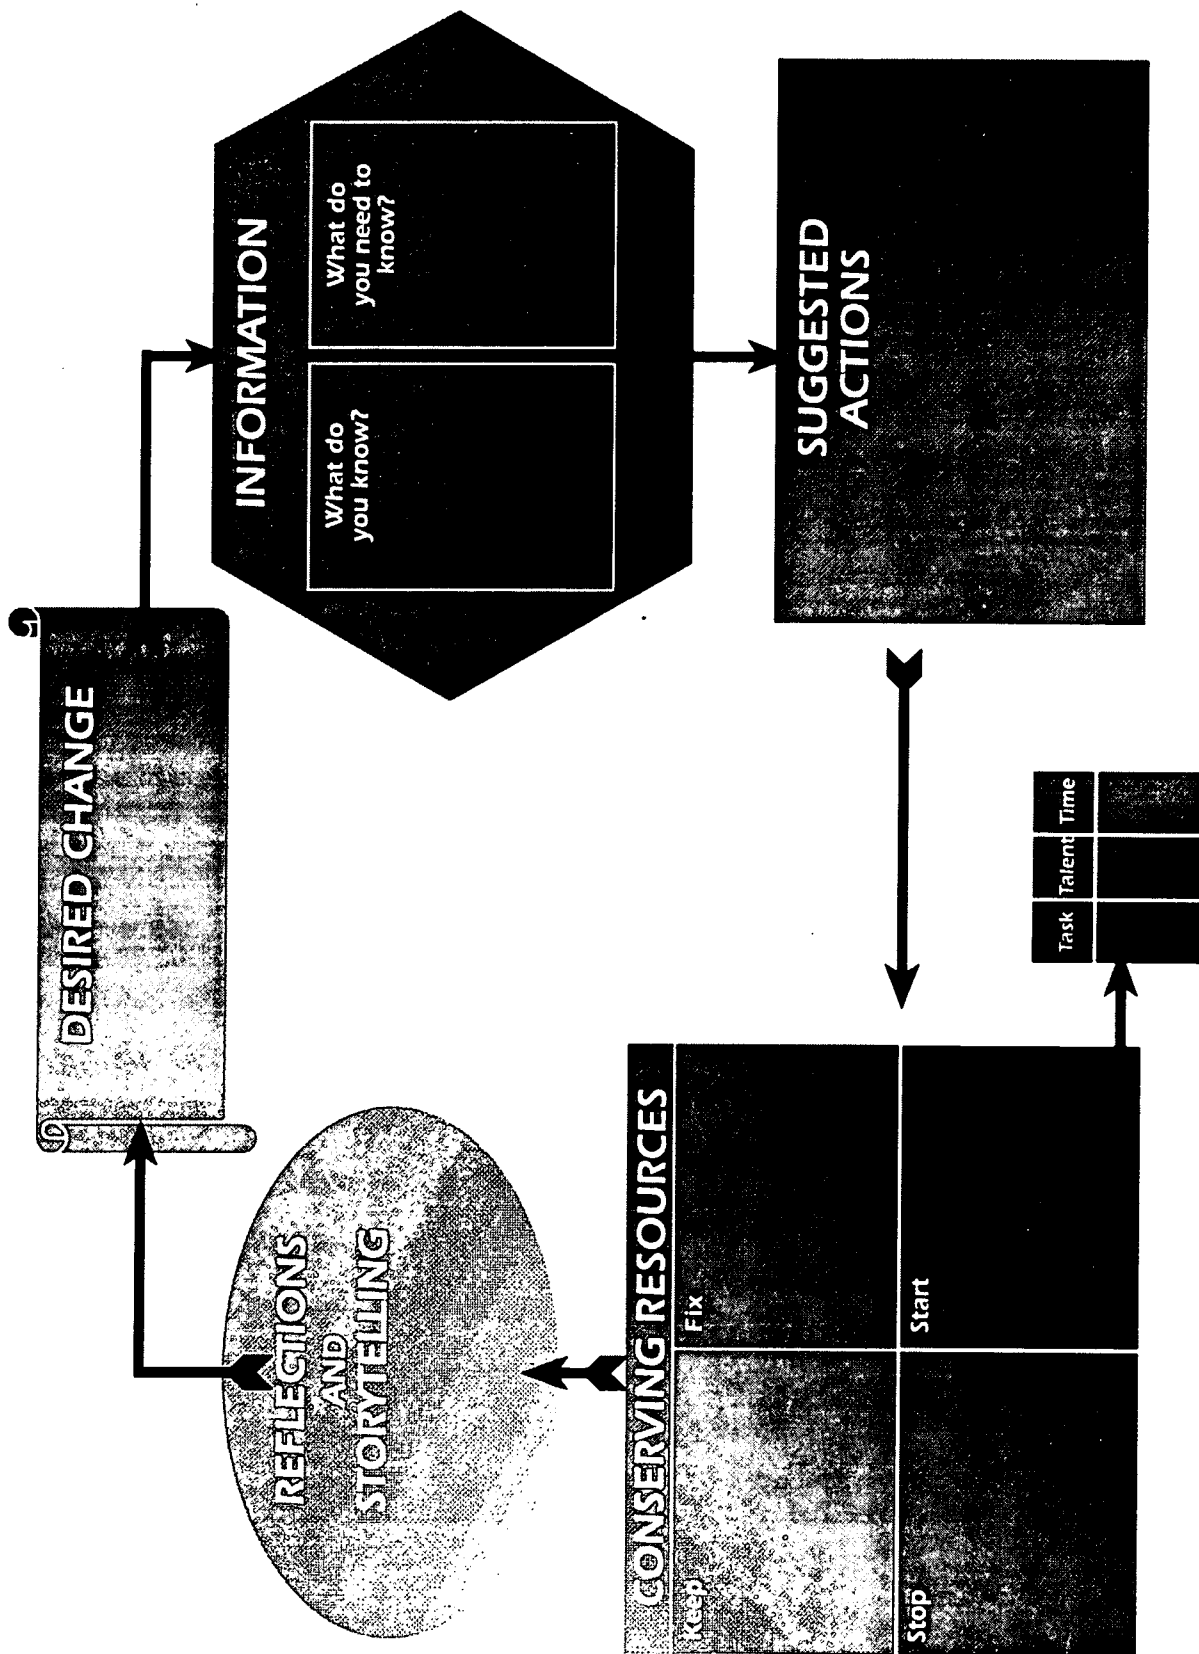 DESIRED CHANGE
REFLECTIONS
AND
STORYTELLING
INFORMATION
What do
you know?
What do
you need to
know?
CONSERVING RESOURCES
Keep
Fix
Stop
Start
Task
Talent
Time
SUGGESTED
ACTIONS